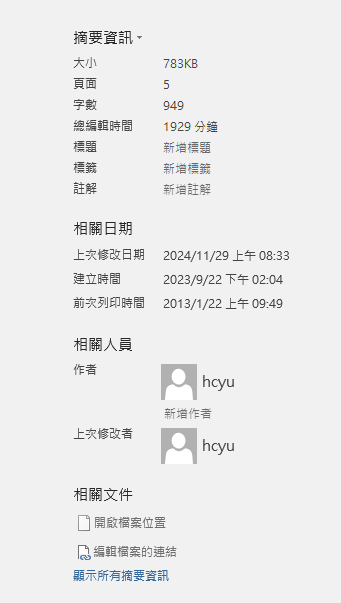 摘要資訊
大小 783KB
頁面 5
字數 949
總編輯時間 1929 分鐘
標題 新增標題
標籤 新增標籤
註解 新增註解
相關日期
上次修改日期 2024/11/29 上午 08:33
建立時間 2023/9/22 下午 02:04
前次列印時間 2013/1/22 上午 09:49
相關人員
作者
hcyu
新增作者
上次修改者
hcyu
相關文件
開啟檔案位置
編輯檔案的連結
顯示所有摘要資訊